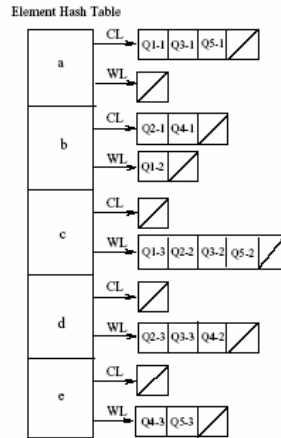 Element Hash Table
CL
Q1-1 Q3-1 Q5-1
a
WL
CL
Q2-1 Q4-1
b
WL
Q1-2
CL
c
WL
Q1-3 Q2-2 Q3-2 Q5-2
CL
d
WL
Q2-3 Q3-3 Q4-2
CL
e
WL
Q4-3 Q5-3